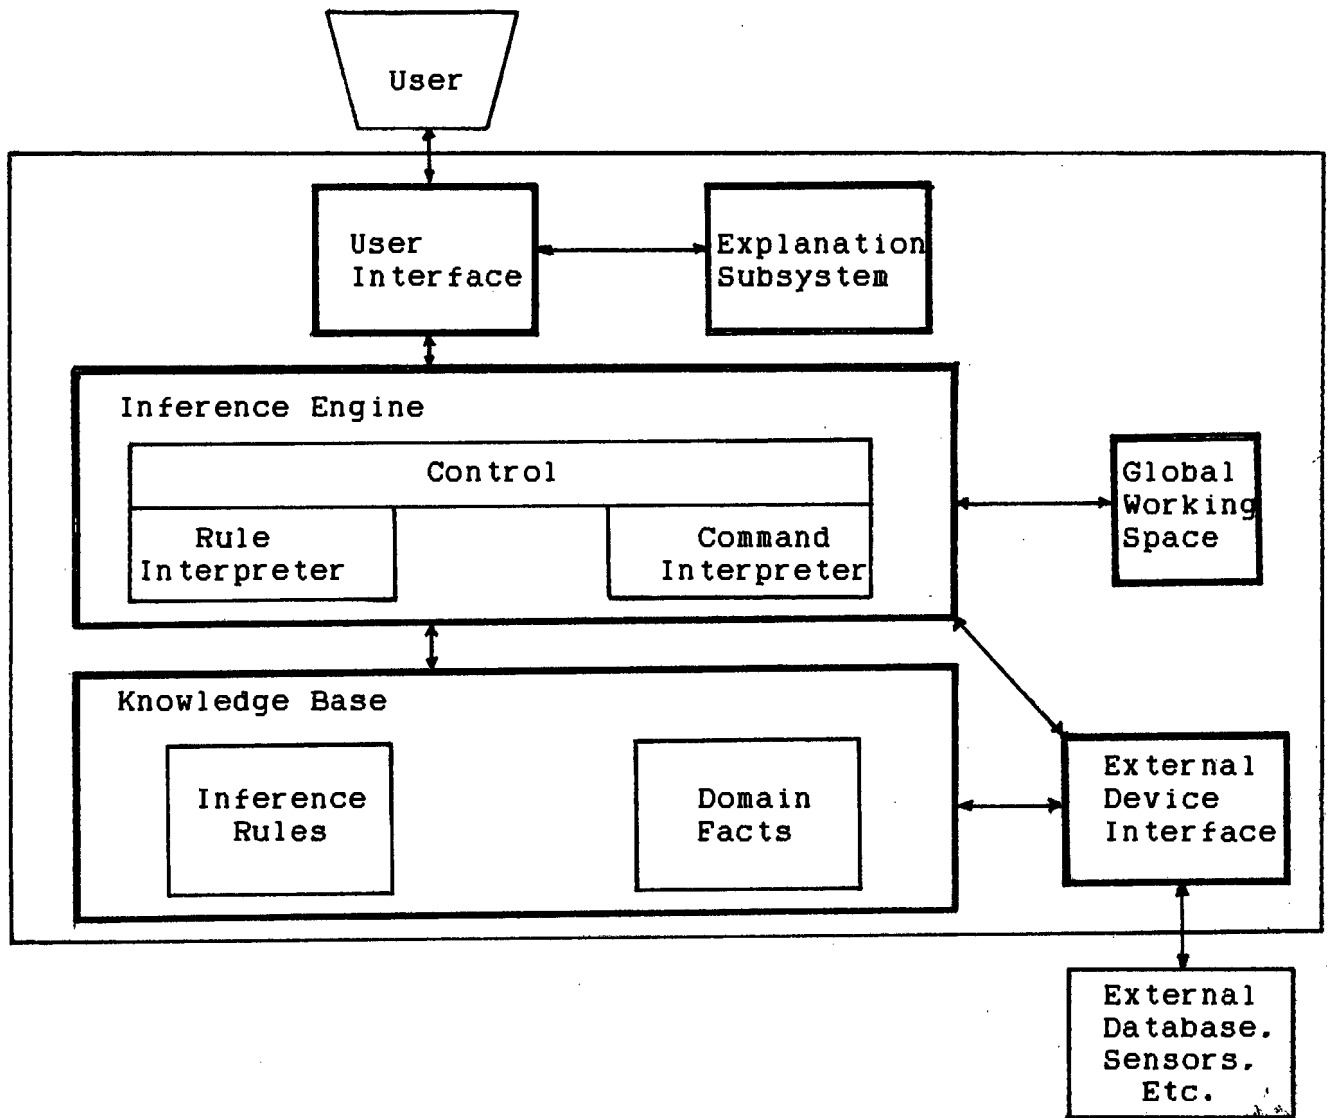 User
User
Interface
Explanation
Subsystem
Inference Engine
Control
Rule
Interpreter
Command
Interpreter
Global
Working
Space
Knowledge Base
Inference
Rules
Domain
Facts
External
Device
Interface
External
Database,
Sensors,
Etc.